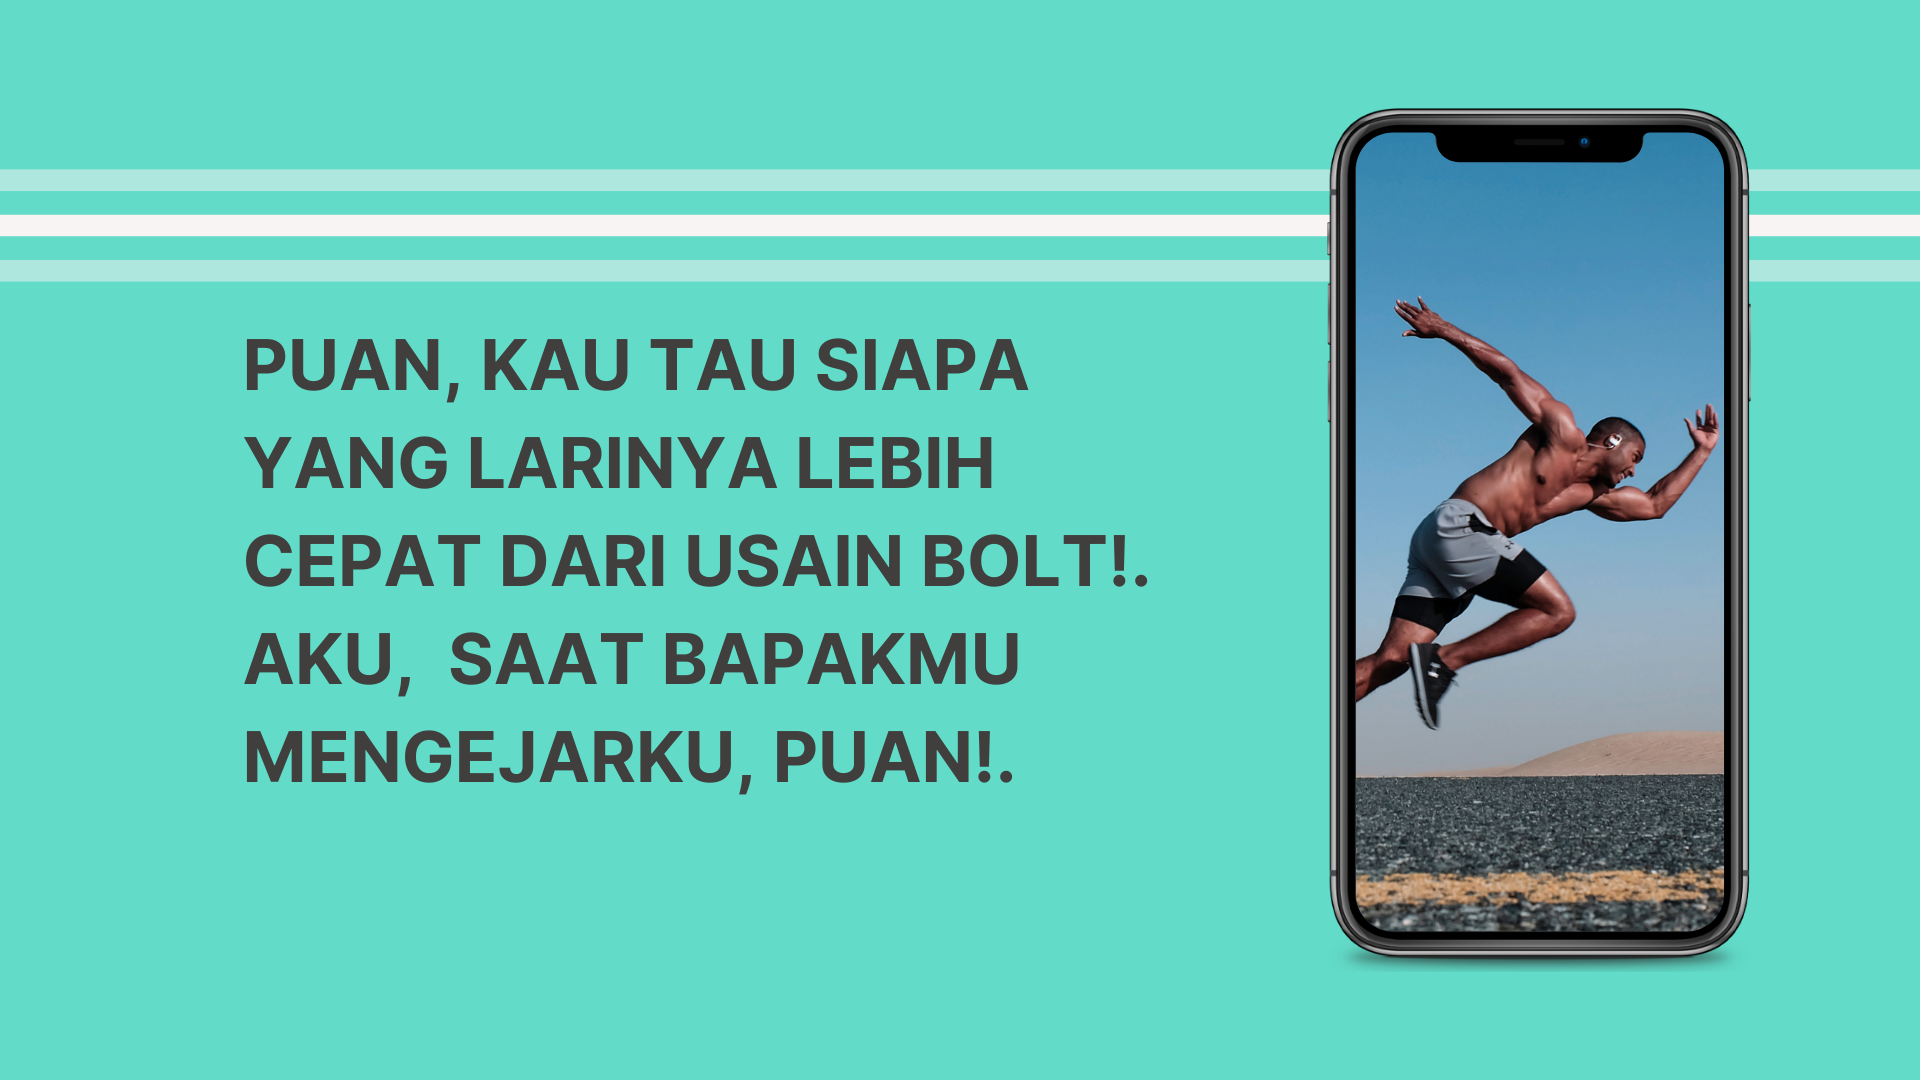 PUAN, KAU TAU SIAPA
YANG LARINYA LEBIH
CEPAT DARI USAIN BOLT!.
AKU,  SAAT BAPAKMU
MENGEJARKU, PUAN!.